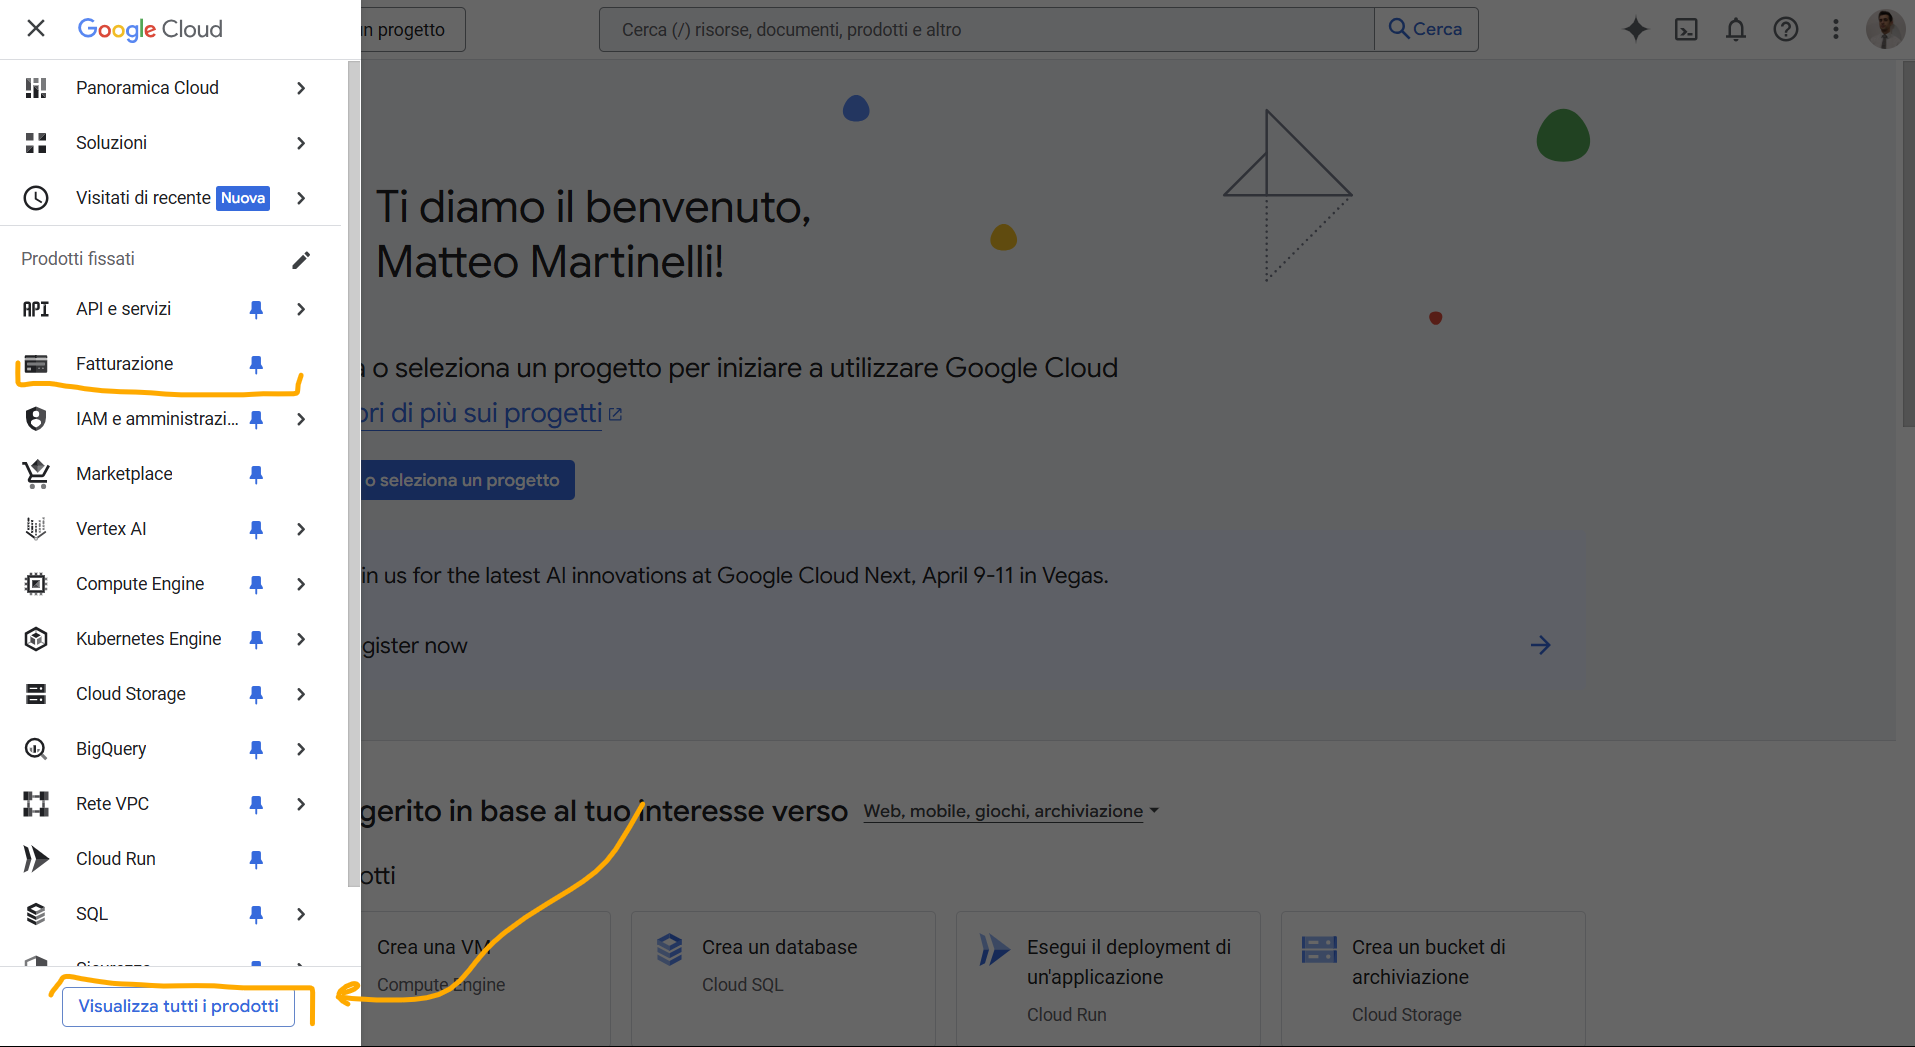 Google Cloud
n progetto
Cerca (/) risorse, documenti, prodotti e altro
Cerca
Panoramica Cloud
Soluzioni
Visitati di recente Nuova
Prodotti fissati
API API e servizi
Fatturazione
IAM e amministrazi...
Marketplace
Vertex AI
Compute Engine
Kubernetes Engine
Cloud Storage
BigQuery
Rete VPC
Cloud Run
SQL
Visualizza tutti i prodotti
Ti diamo il benvenuto,
Matteo Martinelli!
o seleziona un progetto per iniziare a utilizzare Google Cloud
ri di più sui progetti
o seleziona un progetto
in us for the latest AI innovations at Google Cloud Next, April 9-11 in Vegas.
gister now
gerito in base al tuo interesse verso Web, mobile, giochi, archiviazione
otti
Crea una VM
Compute Engine
Crea un database
Cloud SQL
Esegui il deployment di
un'applicazione
Cloud Run
Crea un bucket di
archiviazione
Cloud Storage